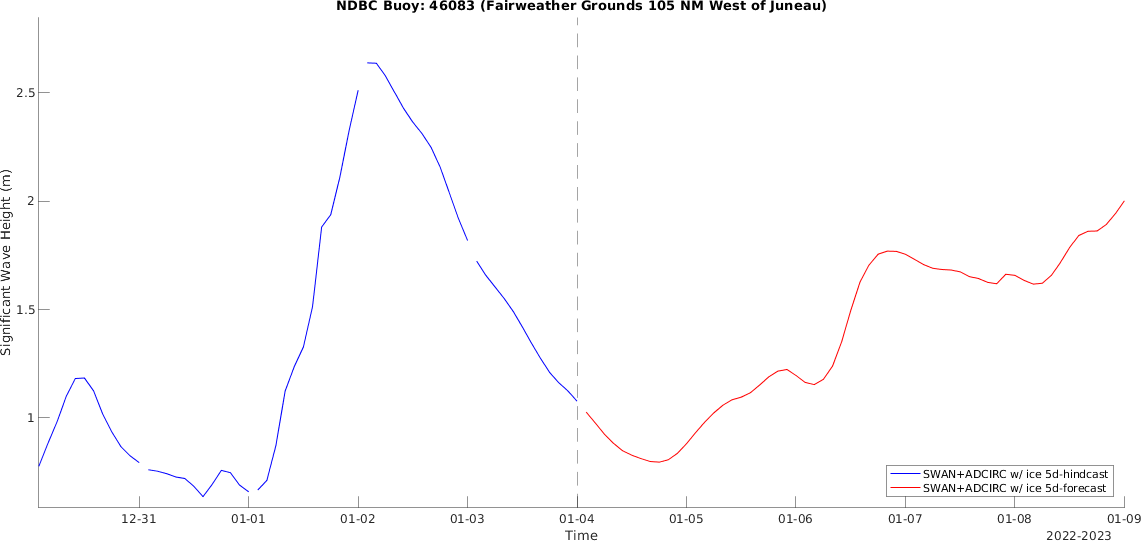 NDBC Buoy: 46083 (Fairweather Grounds 105 NM West of Juneau)
2.5
2
1.5
1
Significant Wave Height (m)
SWAN+ADCIRC w/ ice 5d-hindcast
SWAN+ADCIRC w/ ice 5d-forecast
12-31 01-01 01-02 01-03 01-04 01-05 01-06 01-07 01-08 01-09
Time
2022-2023